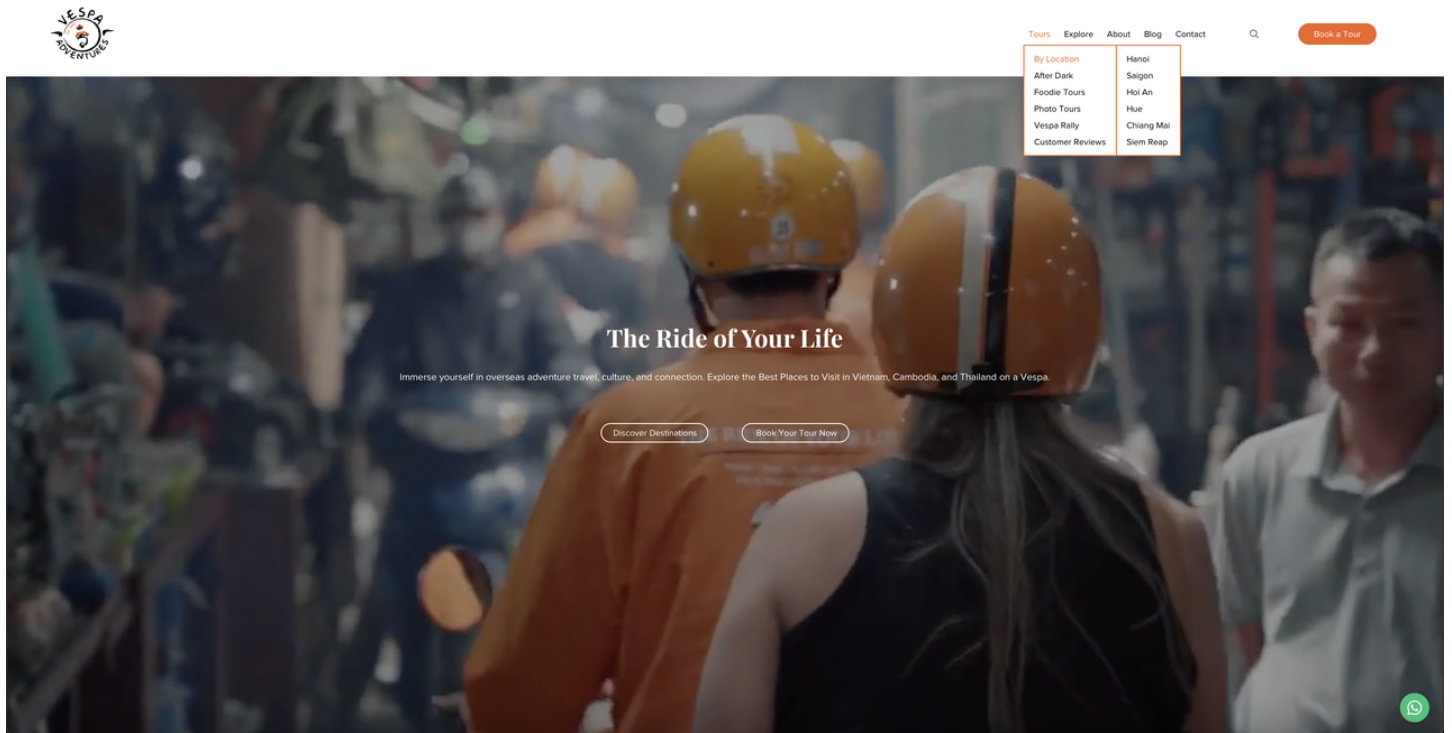 VESPA
ADVENTURES
Tours Explore About Blog Contact
Book a Tour
By Location
After Dark
Foodie Tours
Photo Tours
Vespa Rally
Customer Reviews
Hanoi
Saigon
Hoi An
Hue
Chiang Mai
Siem Reap
The Ride of Your Life
Immerse yourself in overseas adventure travel, culture, and connection. Explore the Best Places to Visit in Vietnam, Cambodia, and Thailand on a Vespa.
Discover Destinations
Book Your Tour Now